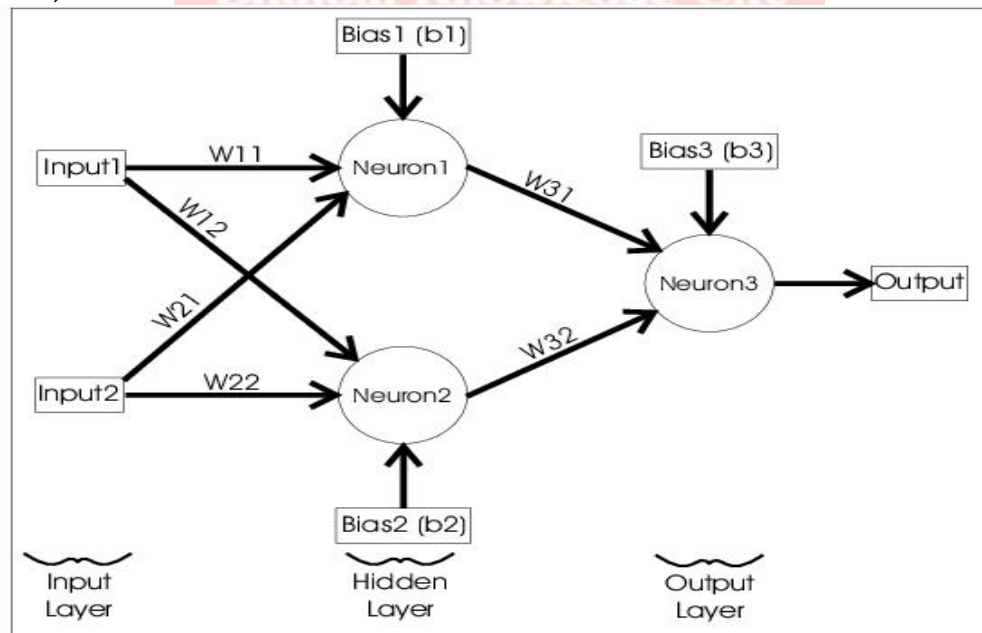 Bias1 (b1)
Input1
W11
Neuron1
Bias3 (b3)
W12
W31
Neuron3
Output
W21
W32
Input2
W22
Neuron2
Bias2 (b2)
Input
Layer
Hidden
Layer
Output
Layer